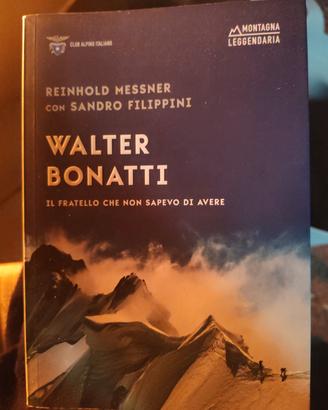 CLUB ALPINO ITALIANO
MONTAGNA
LEGGENDARIA
REINHOLD MESSNER
CON SANDRO FILIPPINI
WALTER
BONATTI
IL FRATELLO CHE NON SAPEVO DI AVERE